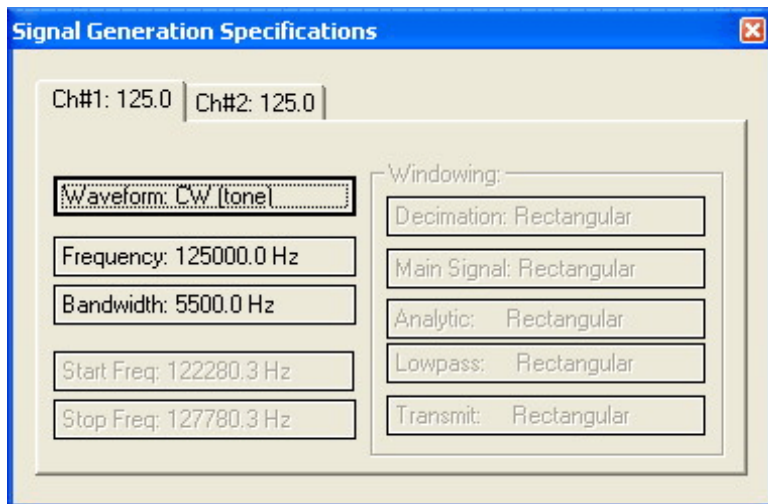 Signal Generation Specifications
Ch#1: 125.0
Ch#2: 125.0
Waveform: CW (tone)
Frequency: 125000.0 Hz
Bandwidth: 5500.0 Hz
Start Freq: 122280.3 Hz
Stop Freq: 127780.3 Hz
Windowing:
Decimation: Rectangular
Main Signal: Rectangular
Analytic: Rectangular
Lowpass: Rectangular
Transmit: Rectangular